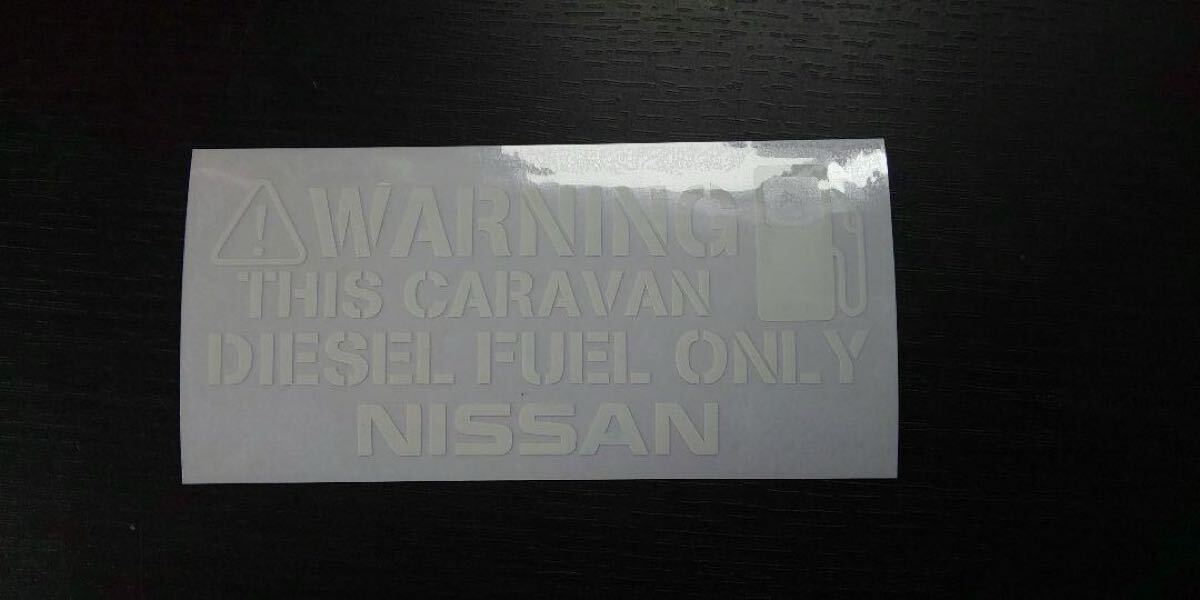 WARNING
THIS CARAVAN
DIESEL FUEL ONLY
NISSAN